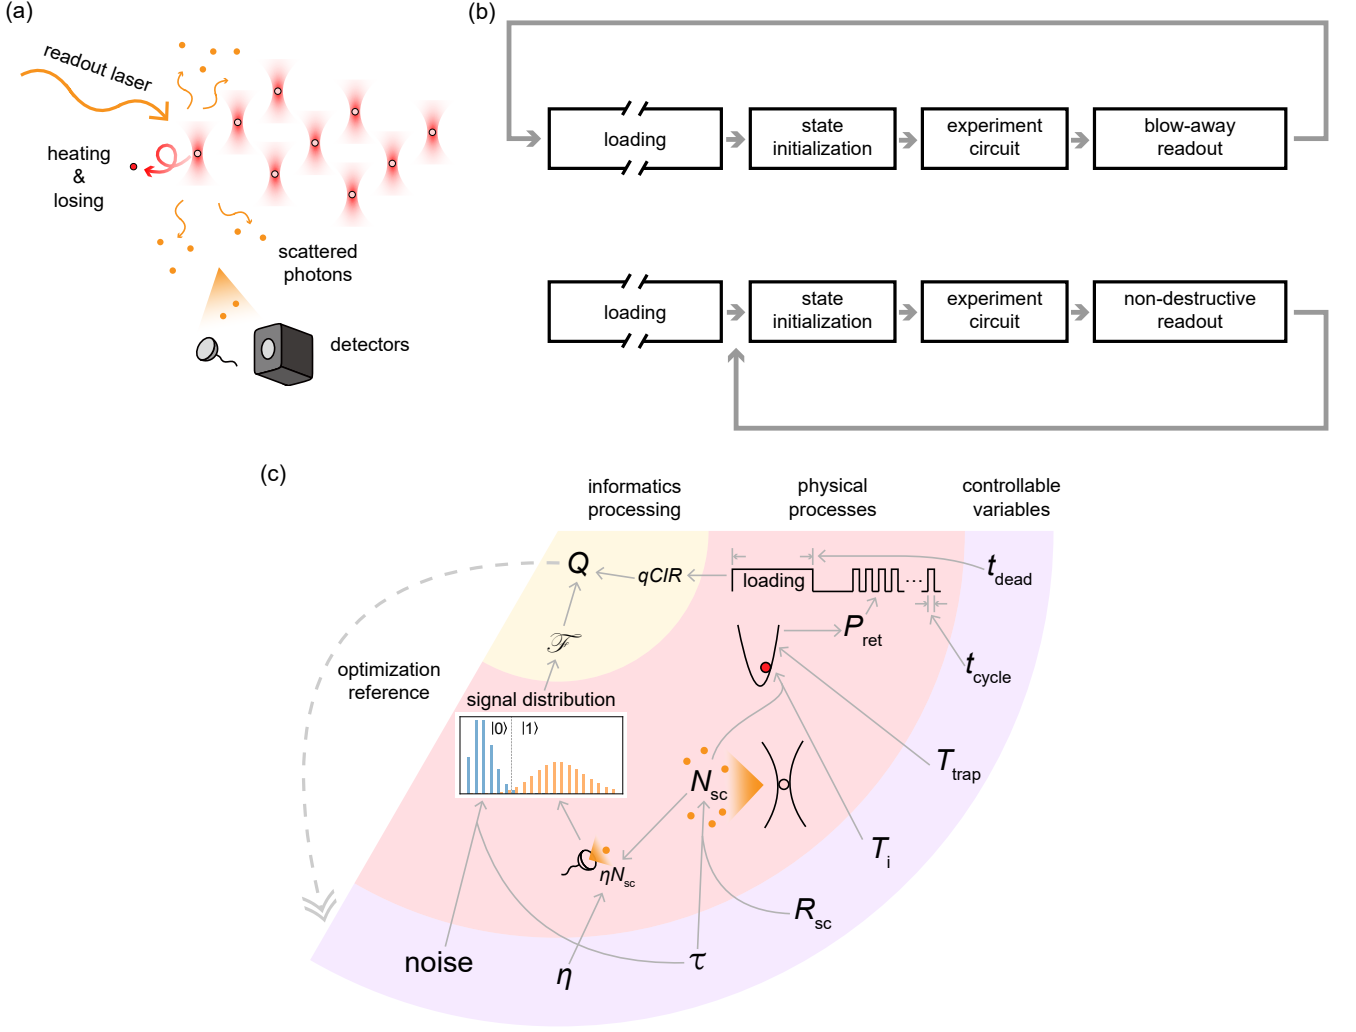 (a)
readout laser
heating
&
losing
scattered
photons
detectors
(b)
loading
state
initialization
experiment
circuit
blow-away
readout
loading
state
initialization
experiment
circuit
non-destructive
readout
(c)
informatics
processing
physical
processes
controllable
variables
Q
qCIR
loading
...
t_dead
P_ret
t_cycle
ℱ
optimization
reference
signal distribution
|0⟩ |1⟩
N_sc
T_trap
T_i
ηN_sc
R_sc
noise
η
τ